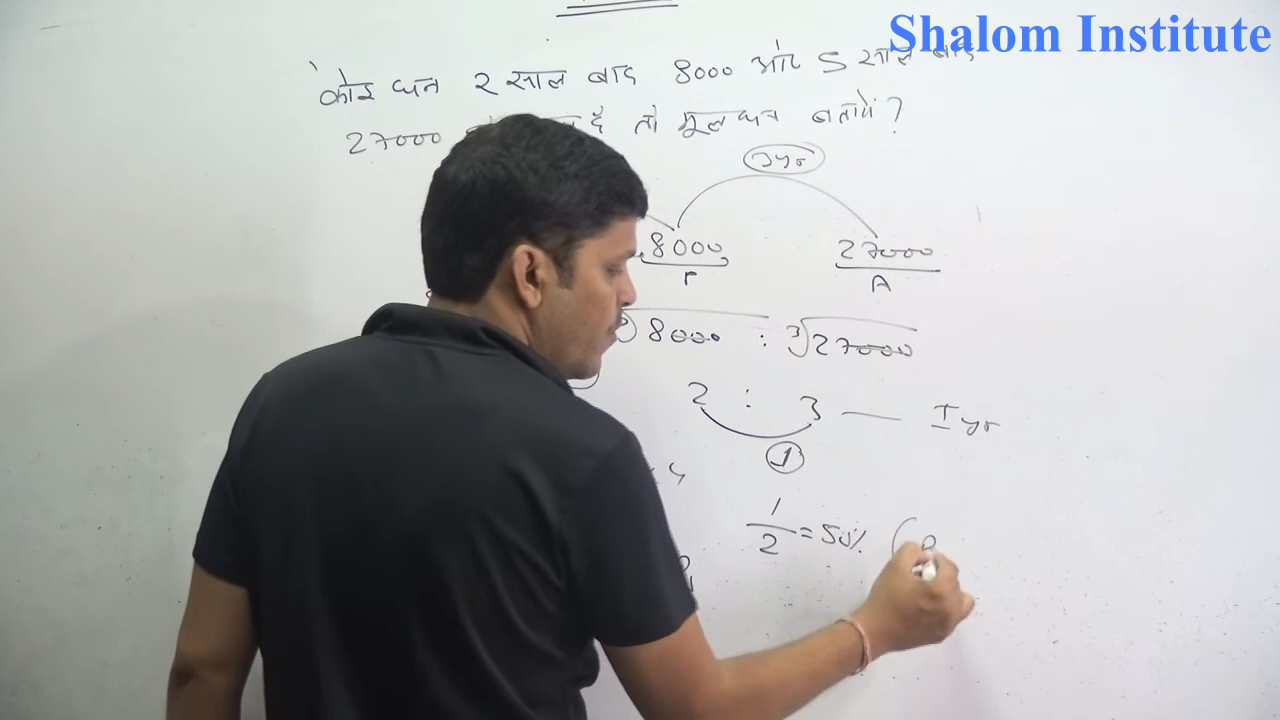 Shalom Institute
कोई धन 2 साल बाद 8000 और 5 साल बाद
27000 है तो मूलधन बतायें ?
3yr
8000 27000
P A
8000 : ∛27000
2 : 3 — I yr
1
1/2 = 50%